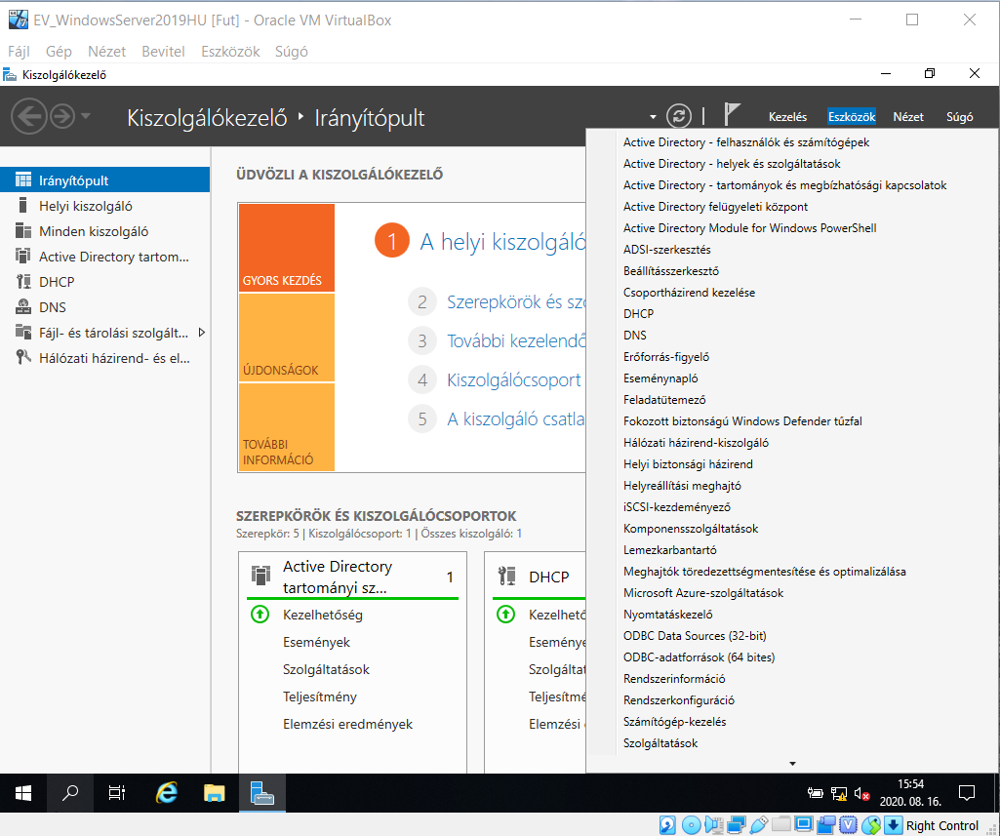 EV_WindowsServer2019HU [Fut] - Oracle VM VirtualBox
Fájl Gép Nézet Bevitel Eszközök Súgó
Kiszolgálókezelő
Kiszolgálókezelő Irányítópult
Kezelés Eszközök Nézet Súgó
Irányítópult
Helyi kiszolgáló
Minden kiszolgáló
Active Directory tartom...
DHCP
DNS
Fájl- és tárolási szolgált...
Hálózati házirend- és el...
ÜDVÖZLI A KISZOLGÁLÓKEZELŐ
GYORS KEZDÉS
ÚJDONSÁGOK
TOVÁBBI
INFORMÁCIÓ
1 A helyi kiszolgáló
2 Szerepkörök és szo
3 További kezelendő
4 Kiszolgálócsoport
5 A kiszolgáló csatla
SZEREPKÖRÖK ÉS KISZOLGÁLÓCSOPORTOK
Szerepkör: 5 | Kiszolgálócsoport: 1 | Összes kiszolgáló: 1
Active Directory
tartományi sz...
1
Kezelhetőség
Események
Szolgáltatások
Teljesítmény
Elemzési eredmények
DHCP
Kezelhető
Eseménye
Szolgáltat
Teljesítmé
Elemzési
Active Directory - felhasználók és számítógépek
Active Directory - helyek és szolgáltatások
Active Directory - tartományok és megbízhatósági kapcsolatok
Active Directory felügyeleti központ
Active Directory Module for Windows PowerShell
ADSI-szerkesztés
Beállításszerkesztő
Csoportházirend kezelése
DHCP
DNS
Erőforrás-figyelő
Eseménynapló
Feladatütemező
Fokozott biztonságú Windows Defender tűzfal
Hálózati házirend-kiszolgáló
Helyi biztonsági házirend
Helyreállítási meghajtó
iSCSI-kezdeményező
Komponensszolgáltatások
Lemezkarbantartó
Meghajtók töredezettségmentesítése és optimalizálása
Microsoft Azure-szolgáltatások
Nyomtatáskezelő
ODBC Data Sources (32-bit)
ODBC-adatforrások (64 bites)
Rendszerinformáció
Rendszerkonfiguráció
Számítógép-kezelés
Szolgáltatások
15:54
2020. 08. 16.
Right Control